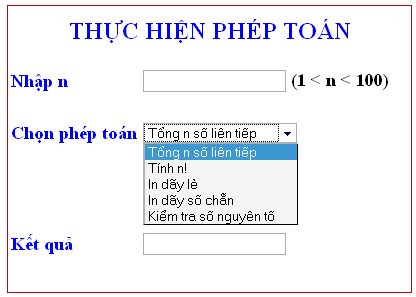 THỰC HIỆN PHÉP TOÁN
Nhập n (1 < n < 100)
Chọn phép toán Tổng n số liên tiếp
Tổng n số liên tiếp
Tính n!
In dãy lẻ
In dãy số chẵn
Kiểm tra số nguyên tố
Kết quả